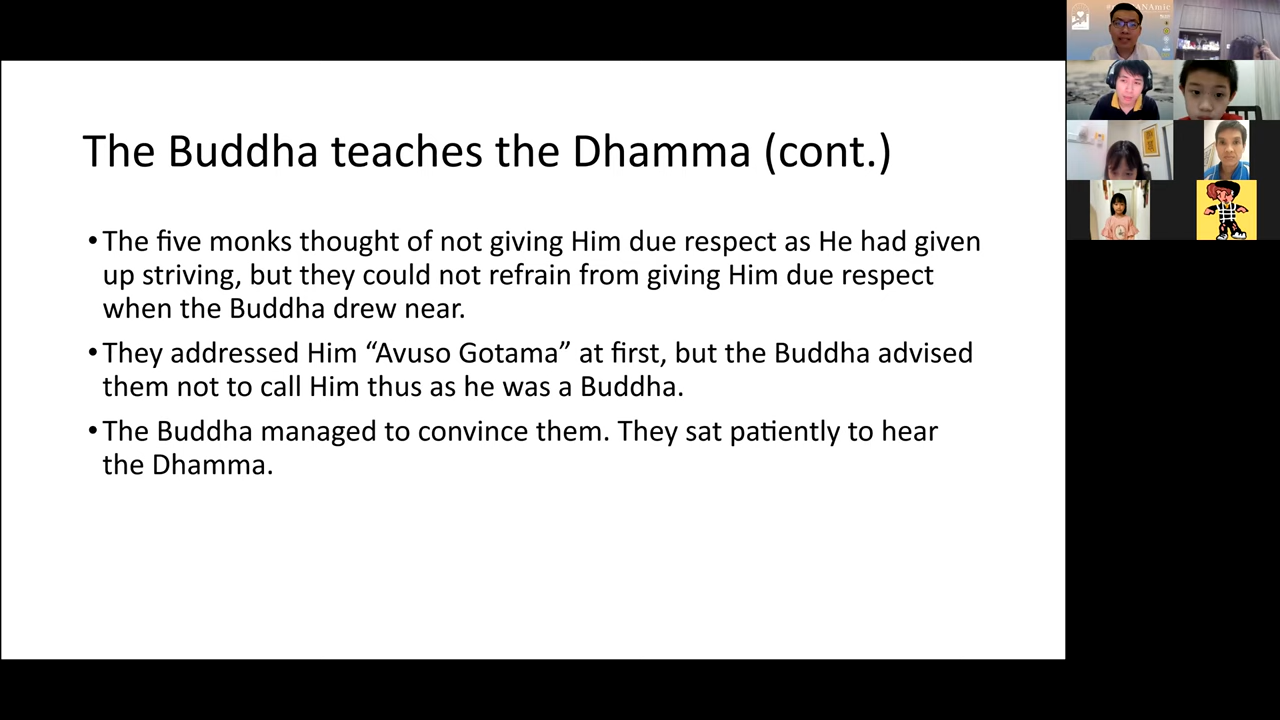 The Buddha teaches the Dhamma (cont.)
•The five monks thought of not giving Him due respect as He had given
up striving, but they could not refrain from giving Him due respect
when the Buddha drew near.
•They addressed Him “Avuso Gotama” at first, but the Buddha advised
them not to call Him thus as he was a Buddha.
•The Buddha managed to convince them. They sat patiently to hear
the Dhamma.